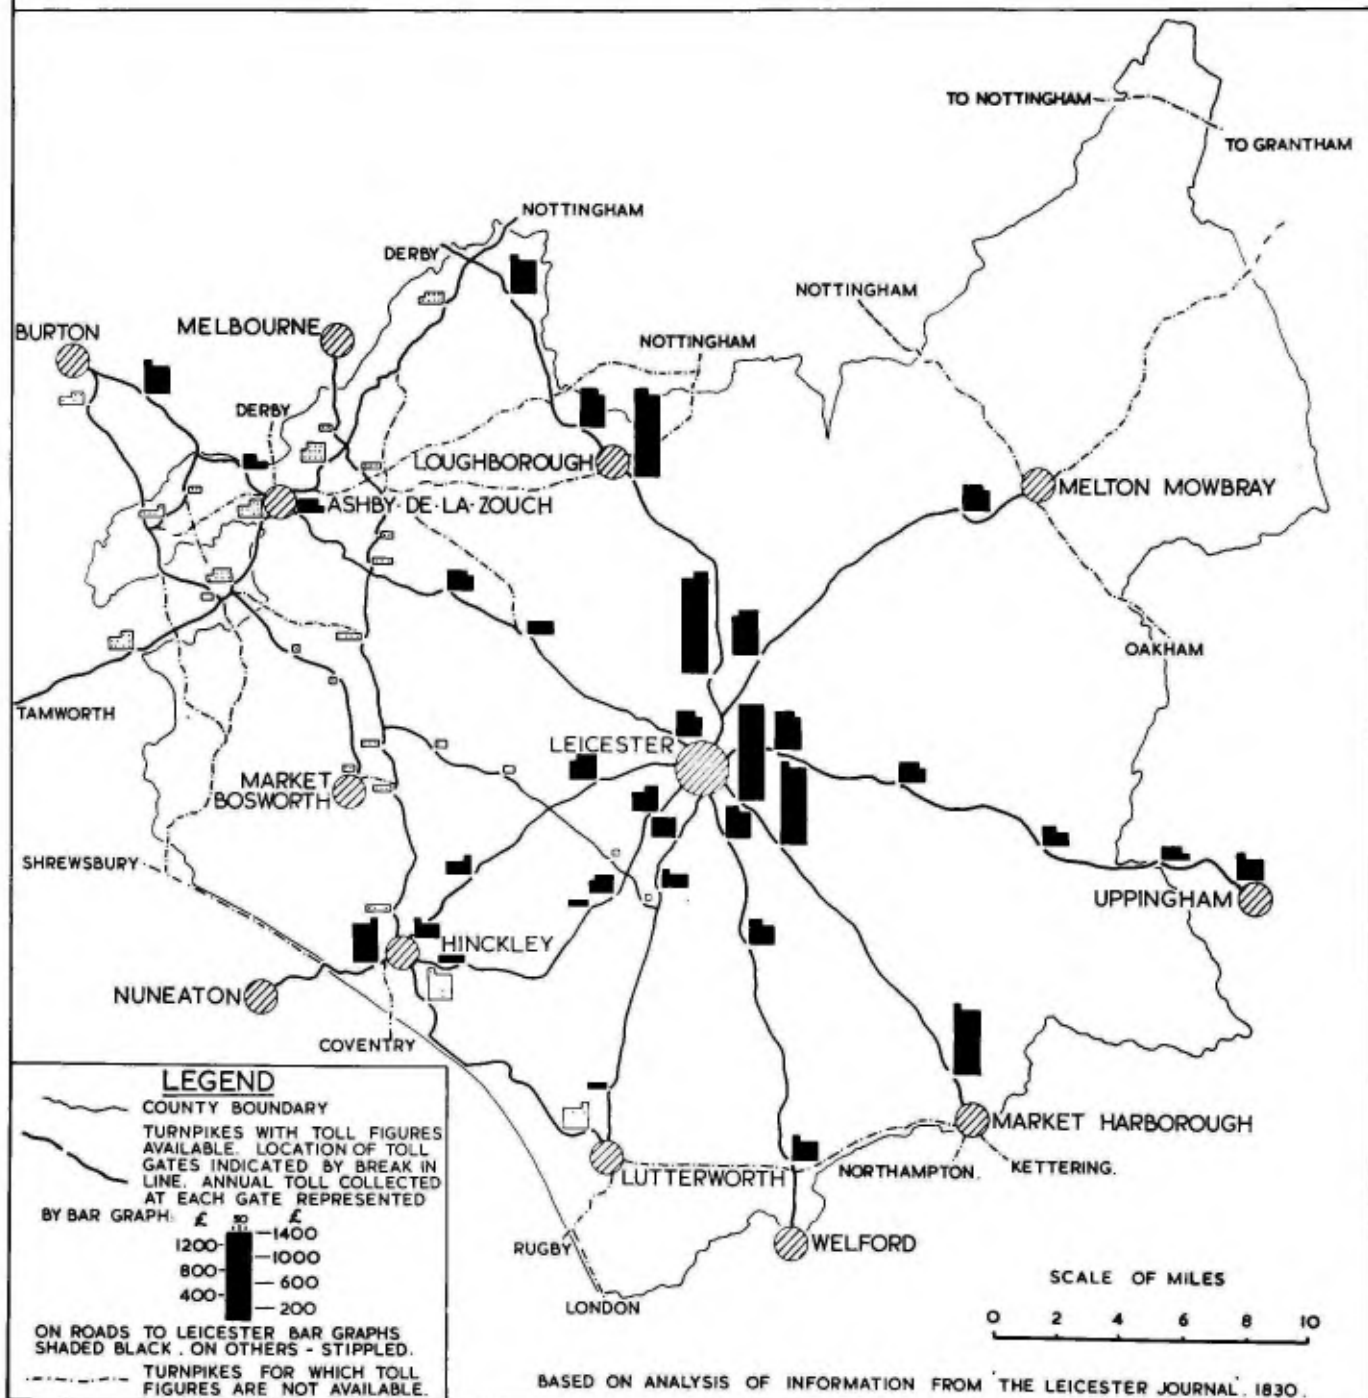 TO NOTTINGHAM
TO GRANTHAM
NOTTINGHAM
DERBY
NOTTINGHAM
BURTON
MELBOURNE
NOTTINGHAM
DERBY
LOUGHBOROUGH
ASHBY-DE-LA-ZOUCH
MELTON MOWBRAY
OAKHAM
TAMWORTH
LEICESTER
MARKET
BOSWORTH
SHREWSBURY
UPPINGHAM
HINCKLEY
NUNEATON
COVENTRY
MARKET HARBOROUGH
NORTHAMPTON.
KETTERING.
LUTTERWORTH
RUGBY
WELFORD
LONDON
LEGEND
COUNTY BOUNDARY
TURNPIKES WITH TOLL FIGURES
AVAILABLE. LOCATION OF TOLL
GATES INDICATED BY BREAK IN
LINE. ANNUAL TOLL COLLECTED
AT EACH GATE REPRESENTED
BY BAR GRAPH: £ 50 £
1400
1200
1000
800
600
400
200
ON ROADS TO LEICESTER BAR GRAPHS
SHADED BLACK. ON OTHERS - STIPPLED.
TURNPIKES FOR WHICH TOLL
FIGURES ARE NOT AVAILABLE.
SCALE OF MILES
0 2 4 6 8 10
BASED ON ANALYSIS OF INFORMATION FROM 'THE LEICESTER JOURNAL' 1830.